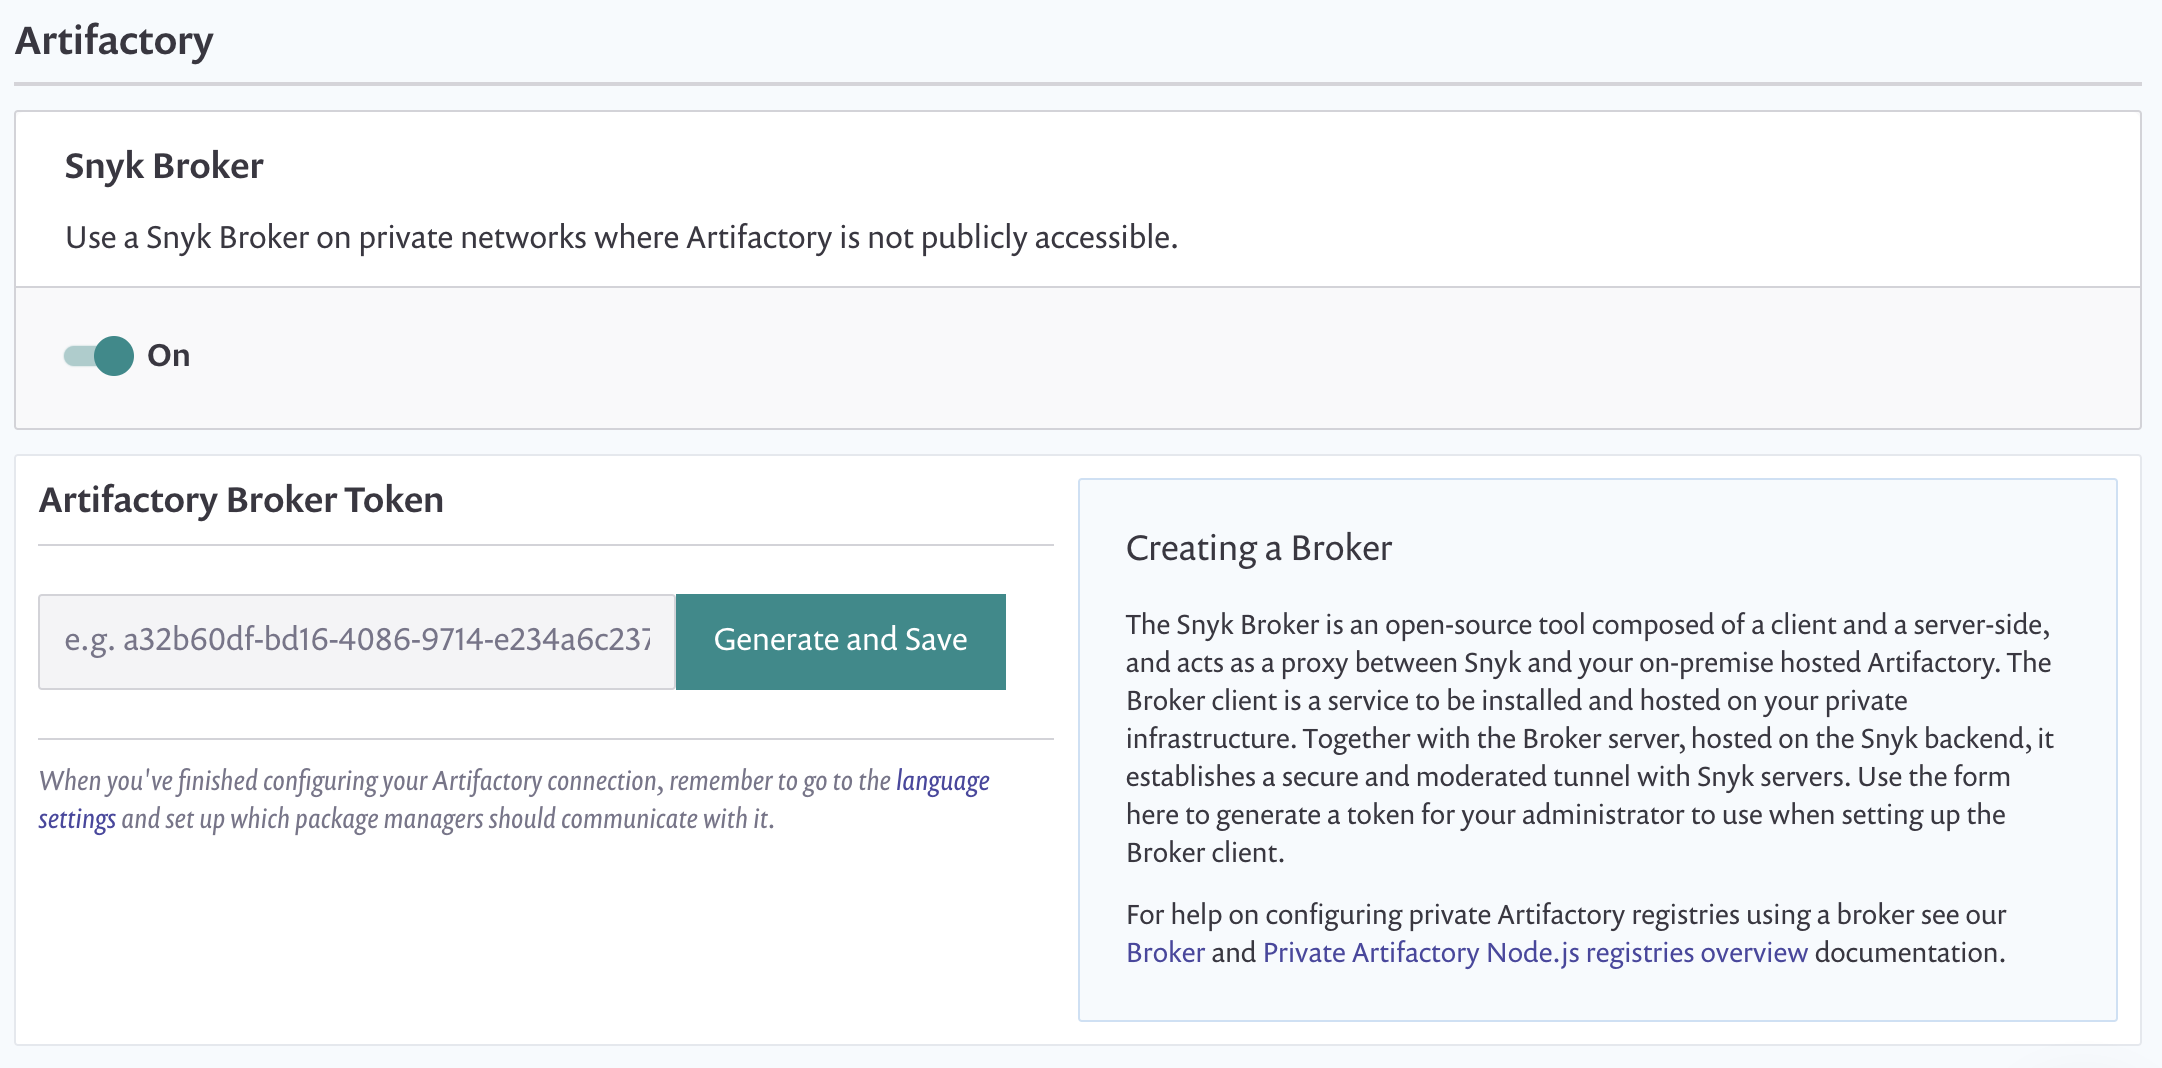 Artifactory
Snyk Broker
Use a Snyk Broker on private networks where Artifactory is not publicly accessible.
On
Artifactory Broker Token
e.g. a32b60df-bd16-4086-9714-e234a6c237
Generate and Save
When you've finished configuring your Artifactory connection, remember to go to the language
settings and set up which package managers should communicate with it.
Creating a Broker
The Snyk Broker is an open-source tool composed of a client and a server-side,
and acts as a proxy between Snyk and your on-premise hosted Artifactory. The
Broker client is a service to be installed and hosted on your private
infrastructure. Together with the Broker server, hosted on the Snyk backend, it
establishes a secure and moderated tunnel with Snyk servers. Use the form
here to generate a token for your administrator to use when setting up the
Broker client.
For help on configuring private Artifactory registries using a broker see our
Broker and Private Artifactory Node.js registries overview documentation.